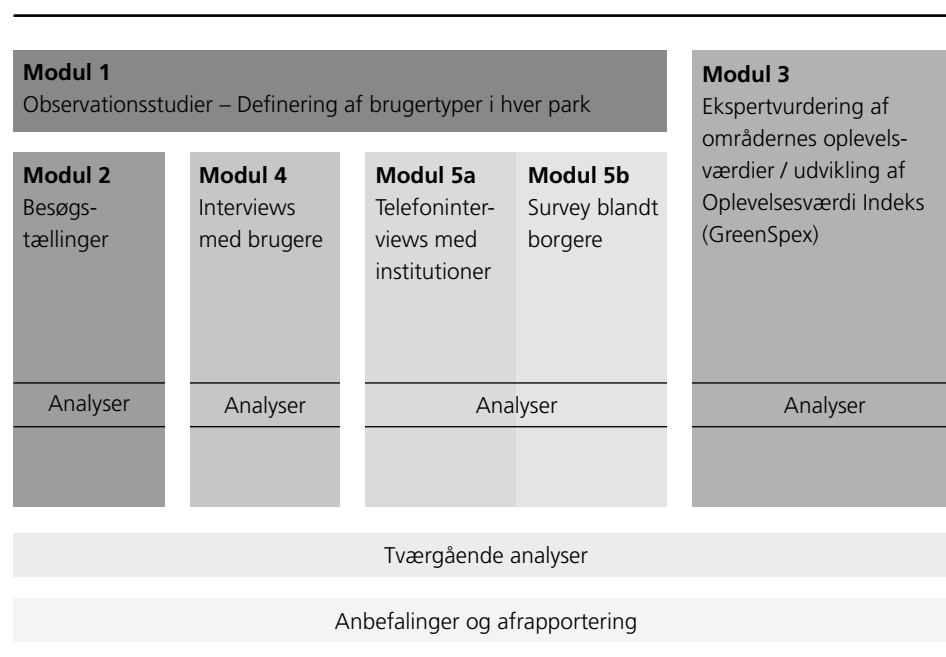 Modul 1
Observationsstudier – Definering af brugertyper i hver park
Modul 2
Besøgs-
tællinger
Modul 4
Interviews
med brugere
Modul 5a
Telefoninter-
views med
institutioner
Modul 5b
Survey blandt
borgere
Modul 3
Ekspertvurdering af
områdernes oplevels-
værdier / udvikling af
Oplevelsesværdi Indeks
(GreenSpex)
Analyser
Analyser
Analyser
Analyser
Tværgående analyser
Anbefalinger og afrapportering